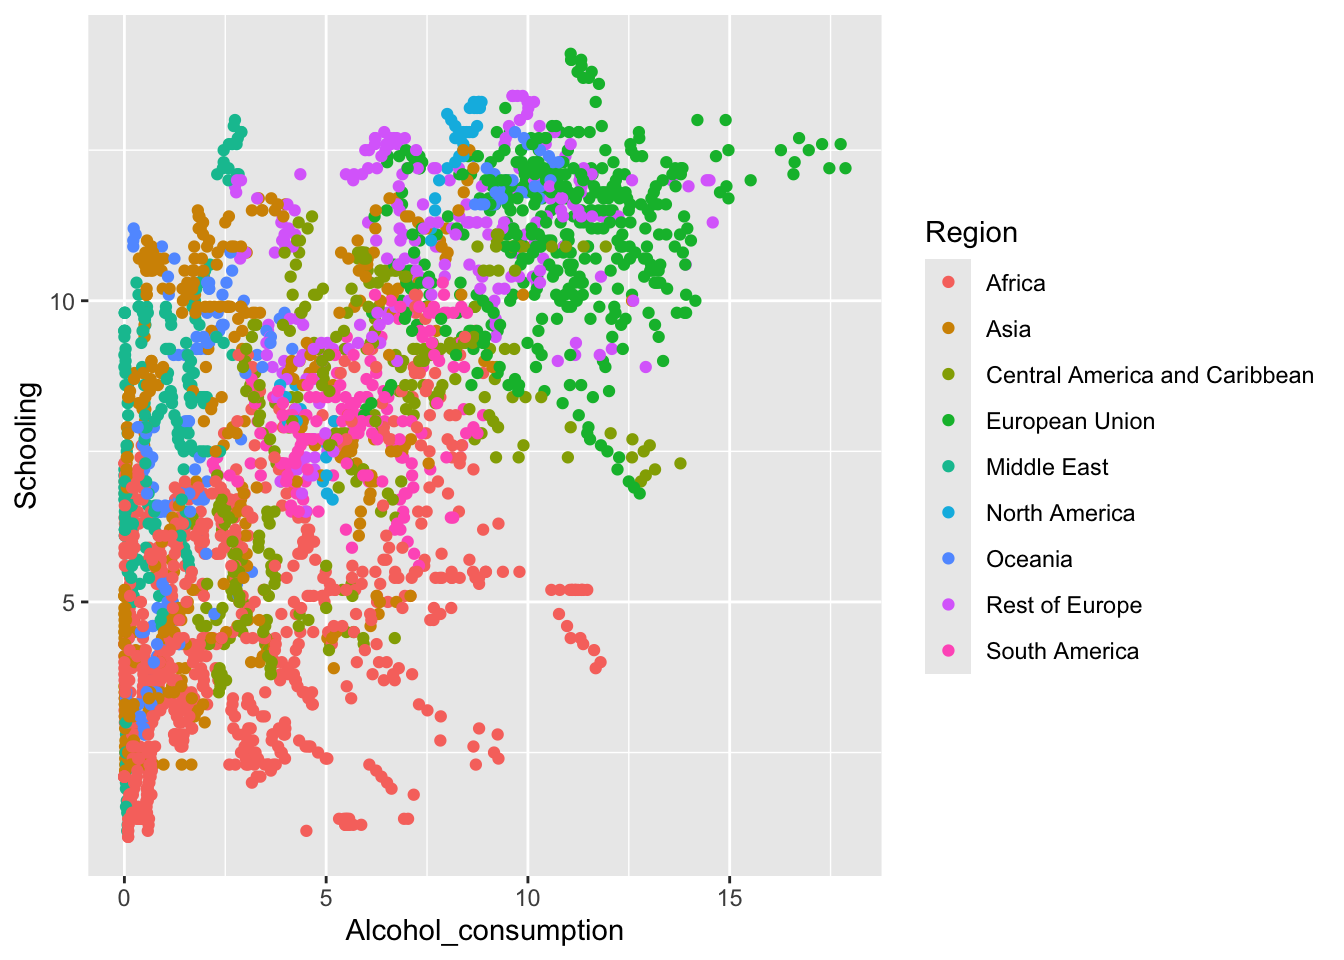 Schooling
10
5
0
5
10
15
Alcohol_consumption
Region
Africa
Asia
Central America and Caribbean
European Union
Middle East
North America
Oceania
Rest of Europe
South America